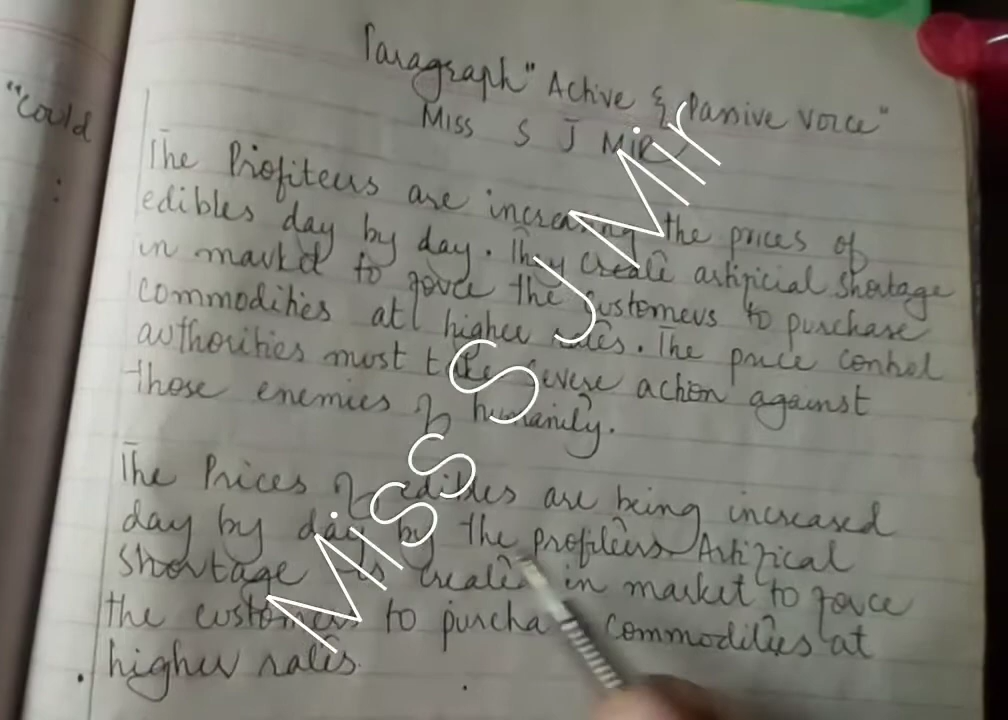 "Could
:
Paragraph" Active & Passive voice"
Miss S J MiR
The Profiteers are increasing the prices of
edibles day by day. They create artificial shortage
in market to force the customers to purchase
commodities at higher rates. The price control
authorities must take severe action against
those enemies of humanity.
The Prices of edibles are being increased
day by day by the profiteers Artifical
shortage is create in market to force
the customers to purcha commodities at
higher rates.
Miss S J Mir